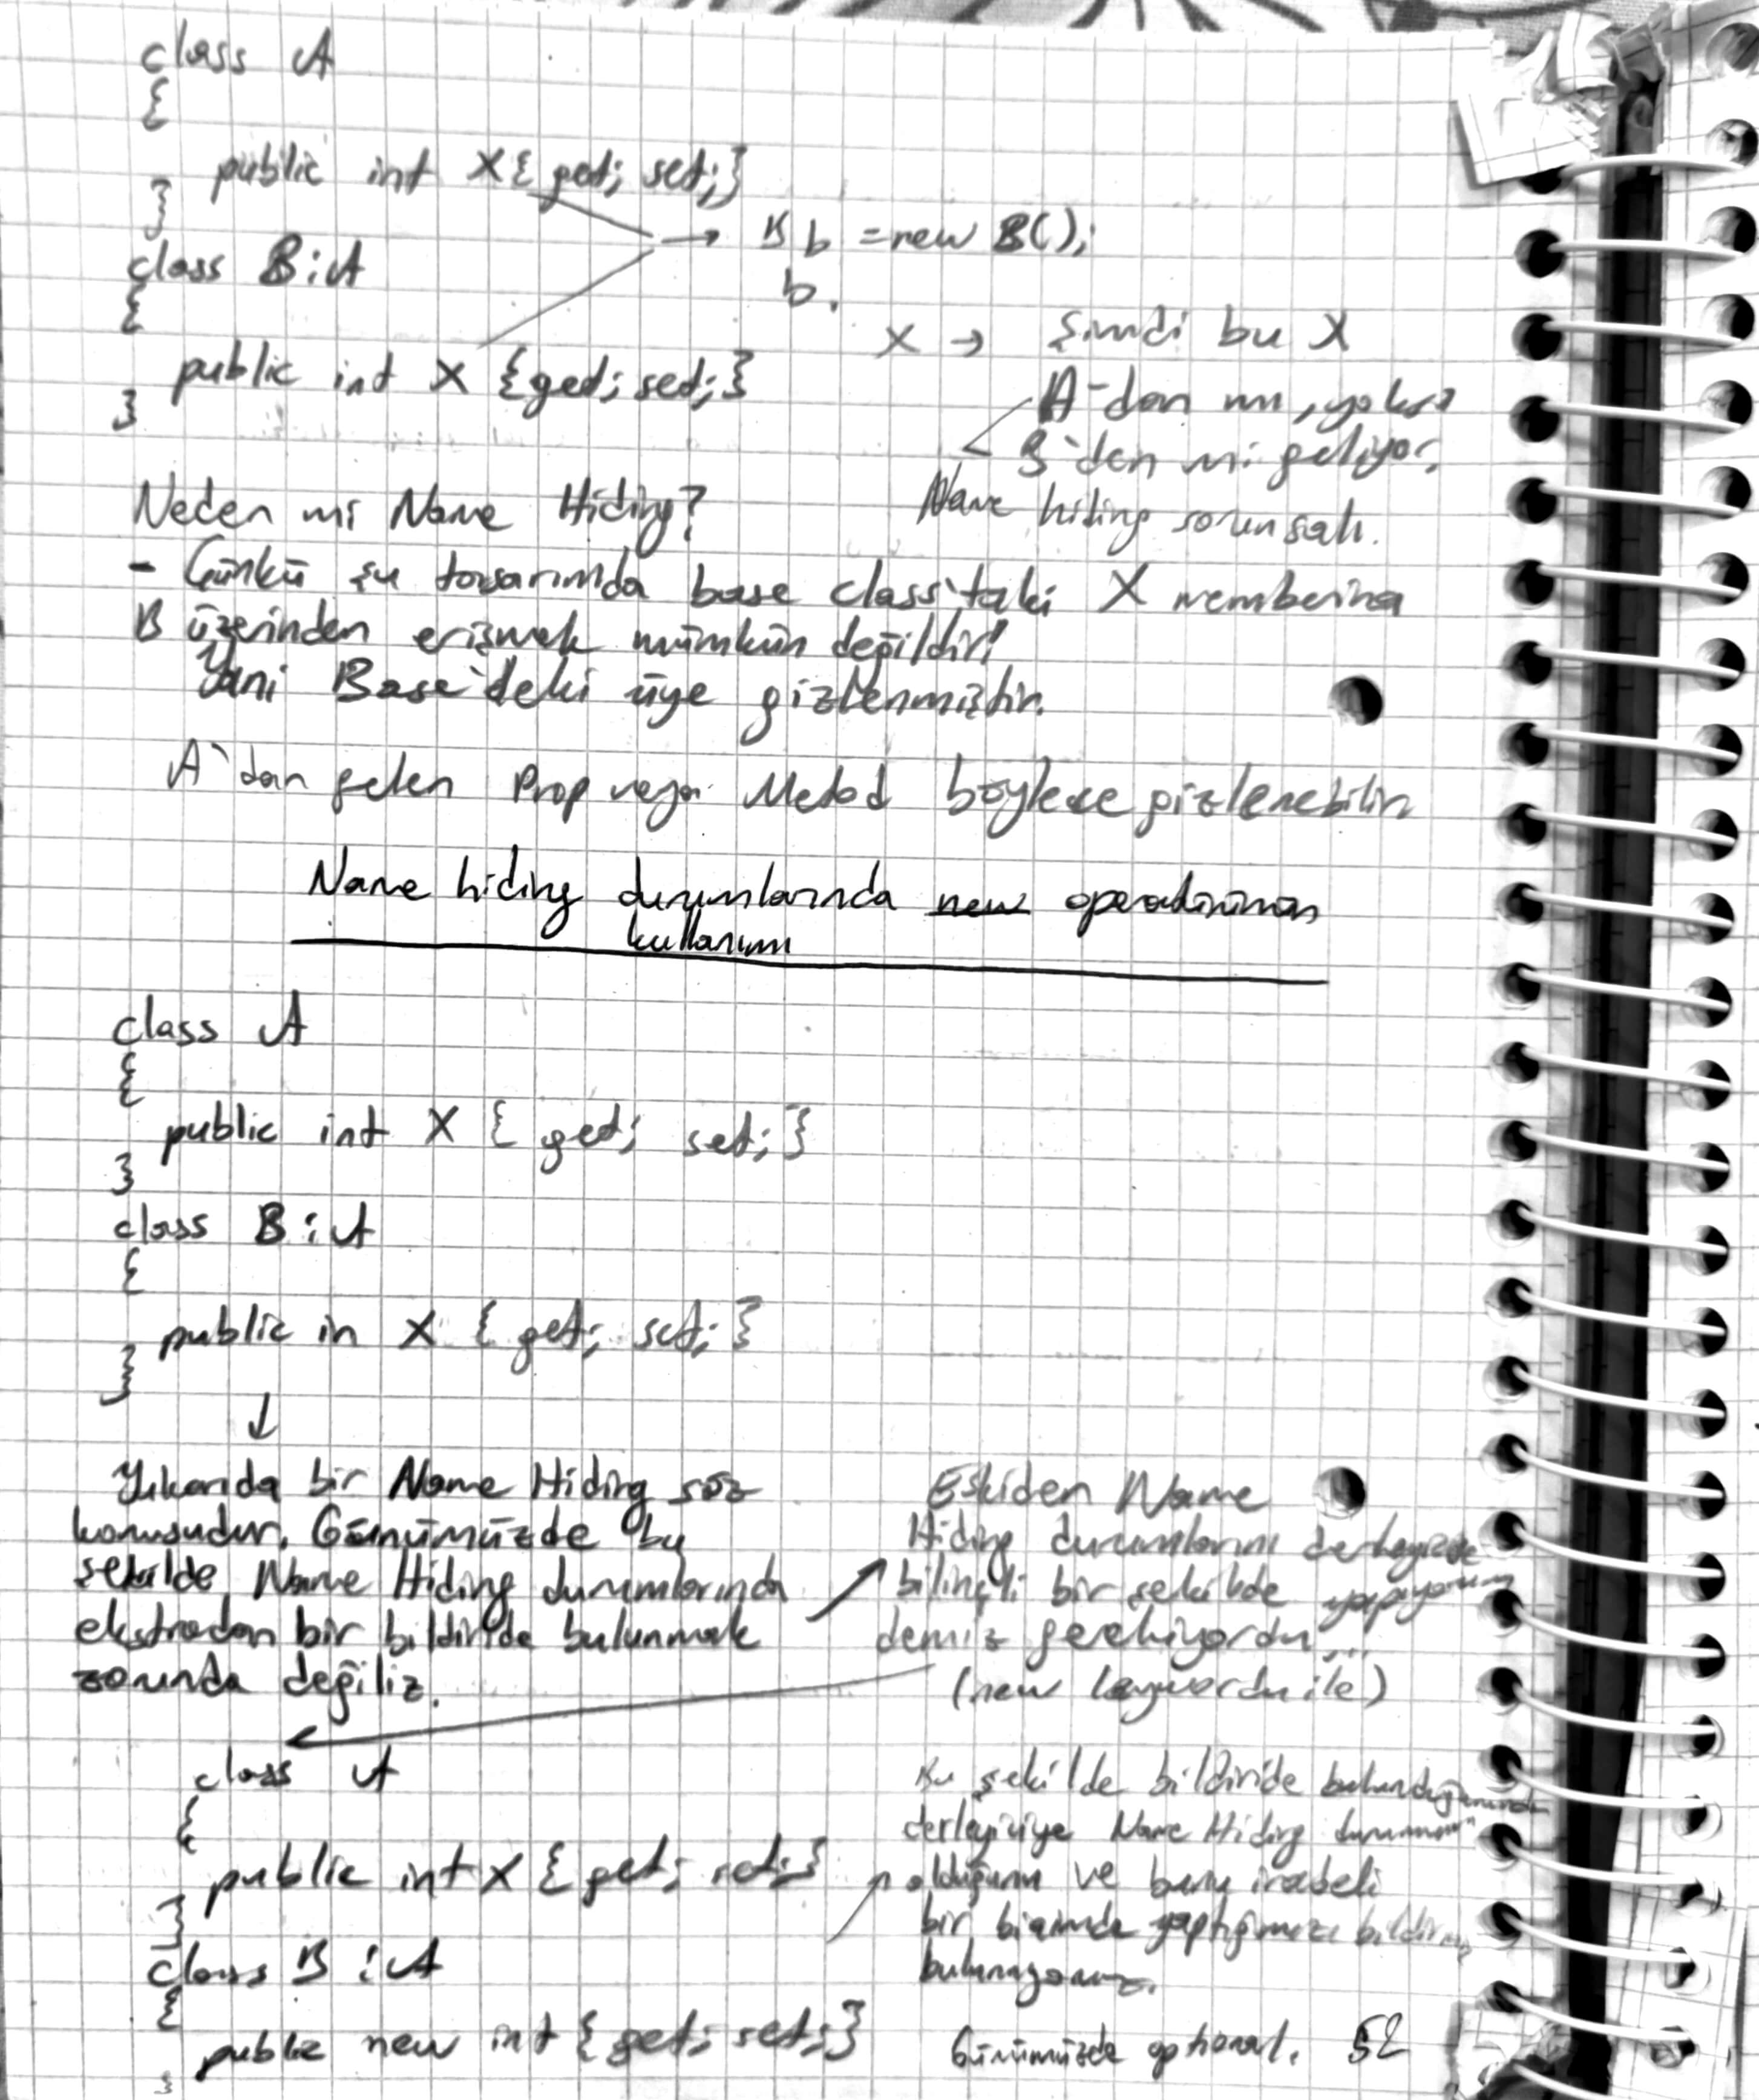 class A
{
public int X { get; set; }
}
→ B b = new B();
b.
class B : A
{
public int X { get; set; }
}
X → Şimdi bu X
A'dan mı, yoksa
B'den mi geliyor.
Name hiding sorunsalı.
Neden mi Name Hiding?
- Çünkü şu tasarımda base class'taki X memberına
B üzerinden erişmek mümkün değildir!
Yani Base'deki üye gizlenmiştir.
A'dan gelen Prop veya Metod böylece gizlenebilir
Name hiding durumlarında new operatörünün
kullanımı
class A
{
public int X { get; set; }
}
class B : A
{
public in X { get; set; }
}
↓
Yukarıda bir Name Hiding söz
konusudur. Günümüzde bu
şekilde Name Hiding durumlarında
ekstradan bir bildiride bulunmak
zorunda değiliz.
Eskiden Name
Hiding durumlarını derleyiciye
bilinçli bir şekilde yapıyorum
demiz gerekiyordu...
(new keywordu ile)
class A
{
public int X { get; set; }
}
class B : A
{
public new int { get; set; }
}
Bu şekilde bildiride bulunduğumuzda
derleyiciye Name Hiding durumunun
olduğunu ve bunu iradeli
bir biçimde yaptığımızı
bulunuyoruz.
Günümüzde optional.
52